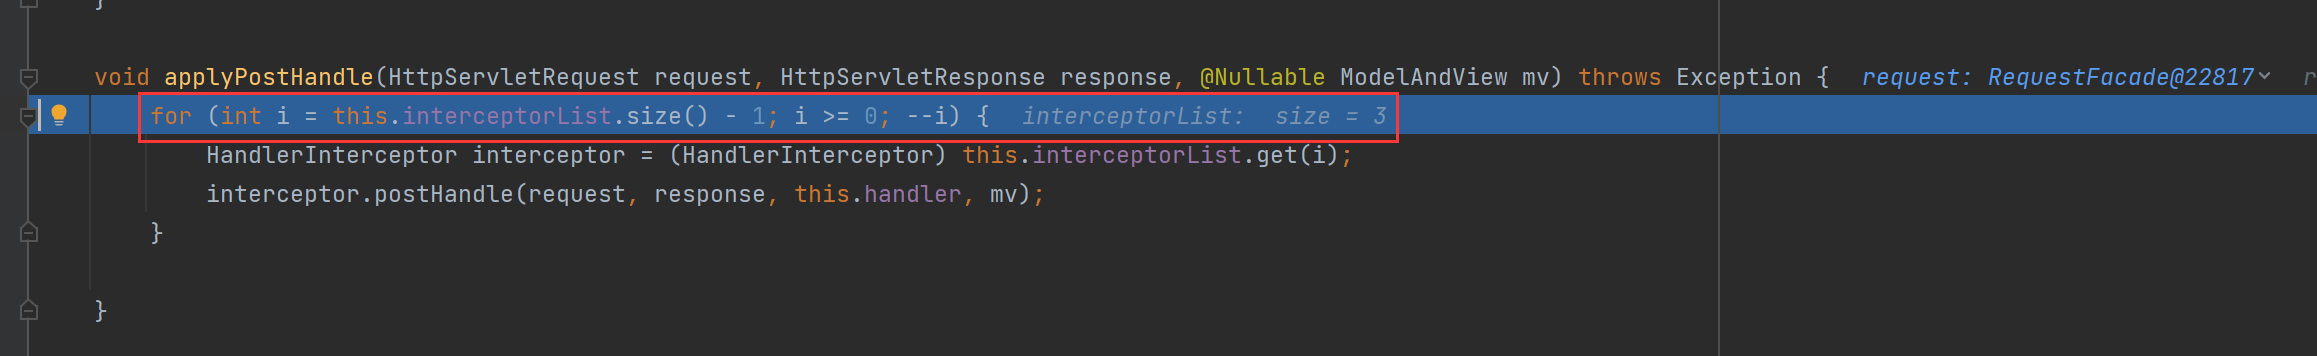 }
void applyPostHandle(HttpServletRequest request, HttpServletResponse response, @Nullable ModelAndView mv) throws Exception { request: RequestFacade@22817
for (int i = this.interceptorList.size() - 1; i >= 0; --i) { interceptorList: size = 3
HandlerInterceptor interceptor = (HandlerInterceptor) this.interceptorList.get(i);
interceptor.postHandle(request, response, this.handler, mv);
}
}